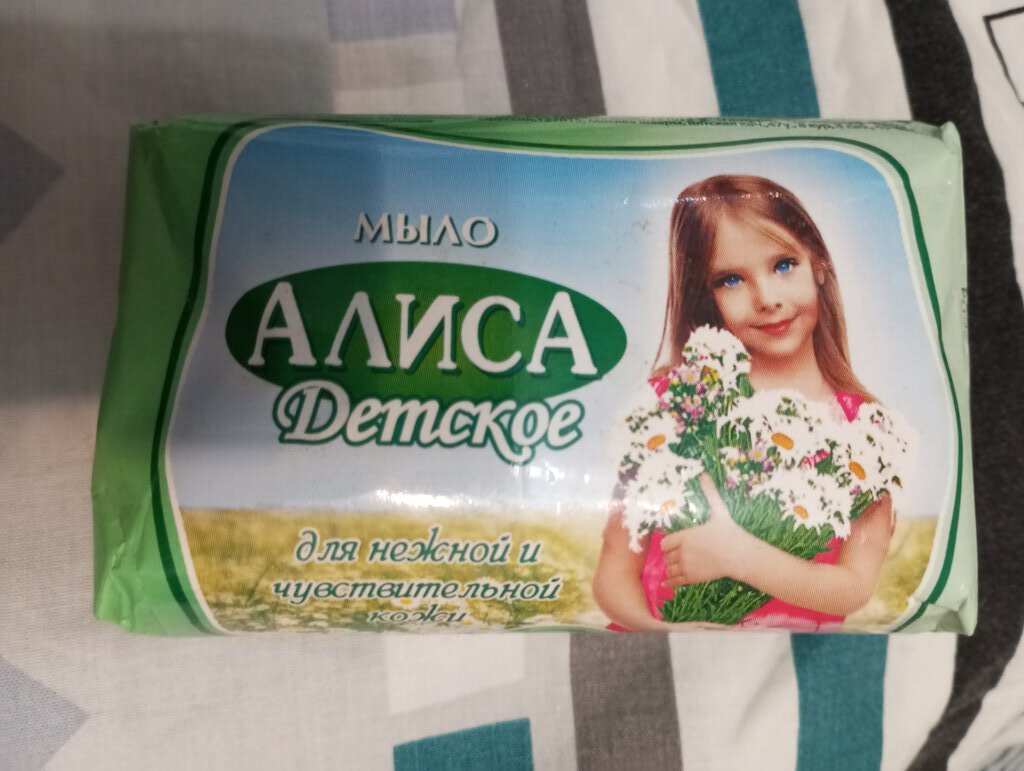 МЫЛО
АЛИСА
Детское
для нежной и
чувствительной
кожи